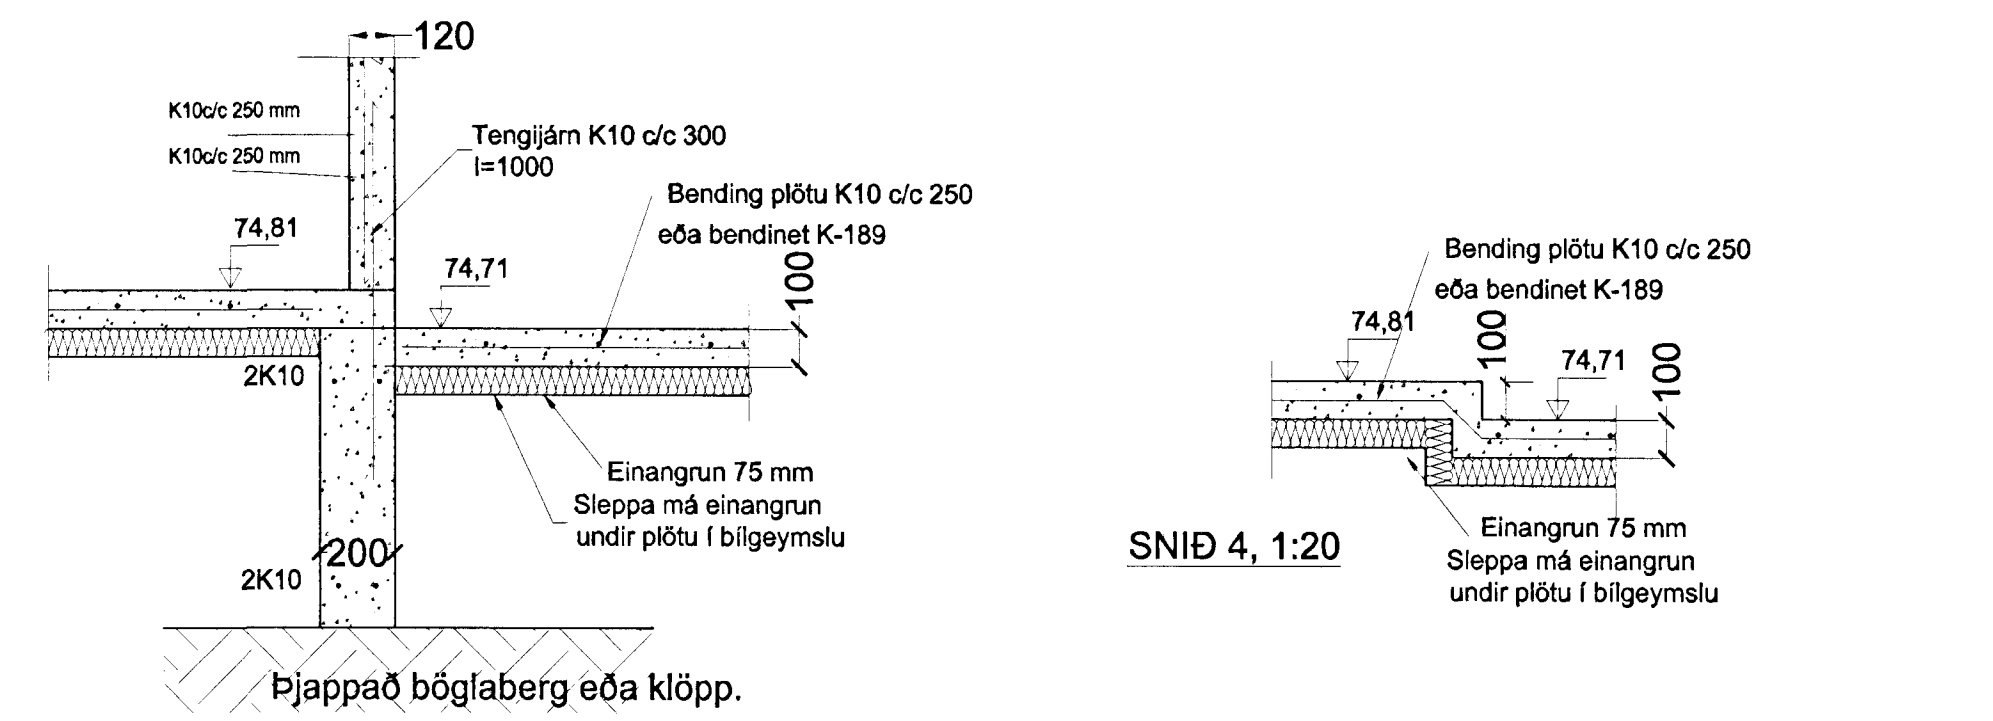 120
K10c/c 250 mm
K10c/c 250 mm
Tengijárn K10 c/c 300
l=1000
Bending plötu K10 c/c 250
eða bendinet K-189
74,81
74,71
100
2K10
Einangrun 75 mm
Sleppa má einangrun
undir plötu í bílgeymslu
200
2K10
Þjappað böglaberg eða klöpp.
Bending plötu K10 c/c 250
eða bendinet K-189
74,81
100
74,71
100
SNIÐ 4, 1:20
Einangrun 75 mm
Sleppa má einangrun
undir plötu í bílgeymslu